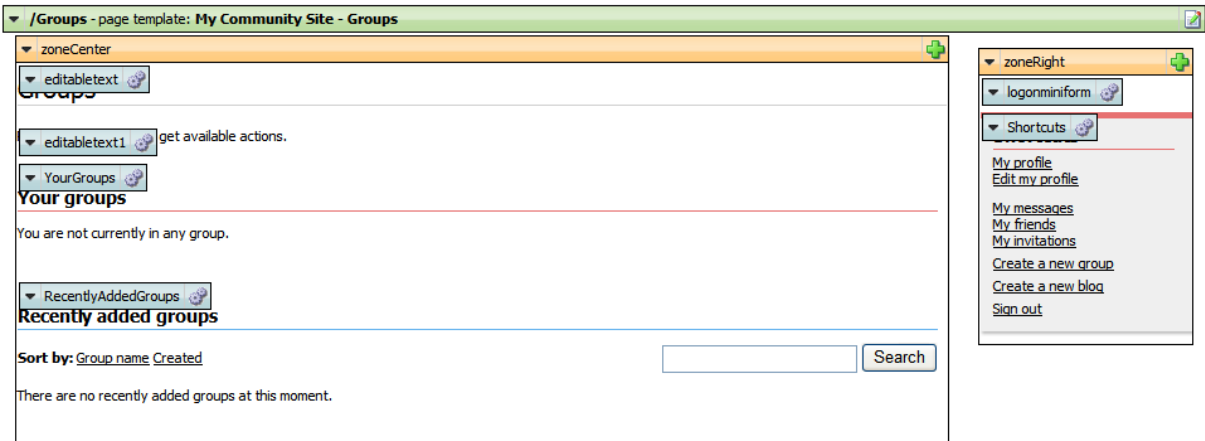 /Groups - page template: My Community Site - Groups
zoneCenter
editabletext
Groups
editabletext1
get available actions.
YourGroups
Your groups
You are not currently in any group.
RecentlyAddedGroups
Recently added groups
Sort by: Group name Created
Search
There are no recently added groups at this moment.
zoneRight
logonminiform
Shortcuts
My profile
Edit my profile
My messages
My friends
My invitations
Create a new group
Create a new blog
Sign out